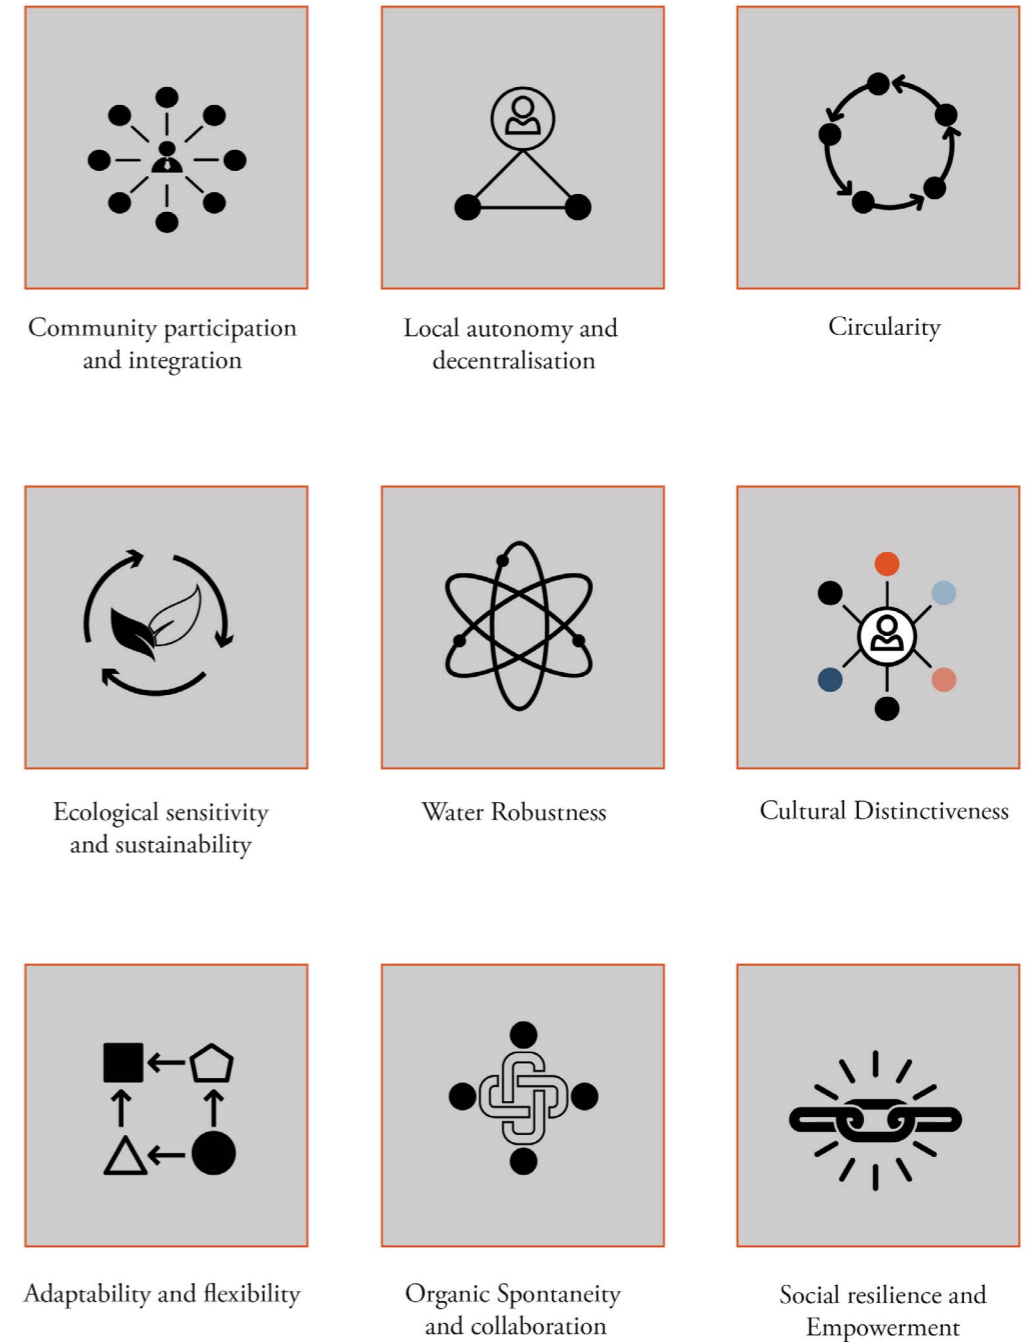 Community participation
and integration
Local autonomy and
decentralisation
Circularity
Ecological sensitivity
and sustainability
Water Robustness
Cultural Distinctiveness
Adaptability and flexibility
Organic Spontaneity
and collaboration
Social resilience and
Empowerment